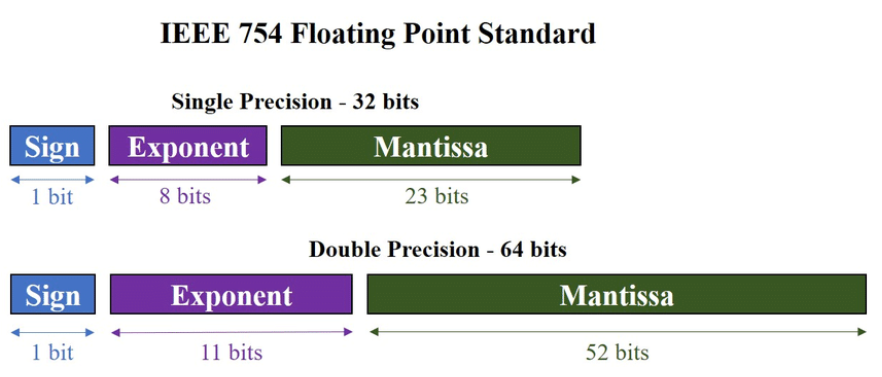 IEEE 754 Floating Point Standard
Single Precision - 32 bits
Sign Exponent Mantissa
1 bit 8 bits 23 bits
Double Precision - 64 bits
Sign Exponent Mantissa
1 bit 11 bits 52 bits